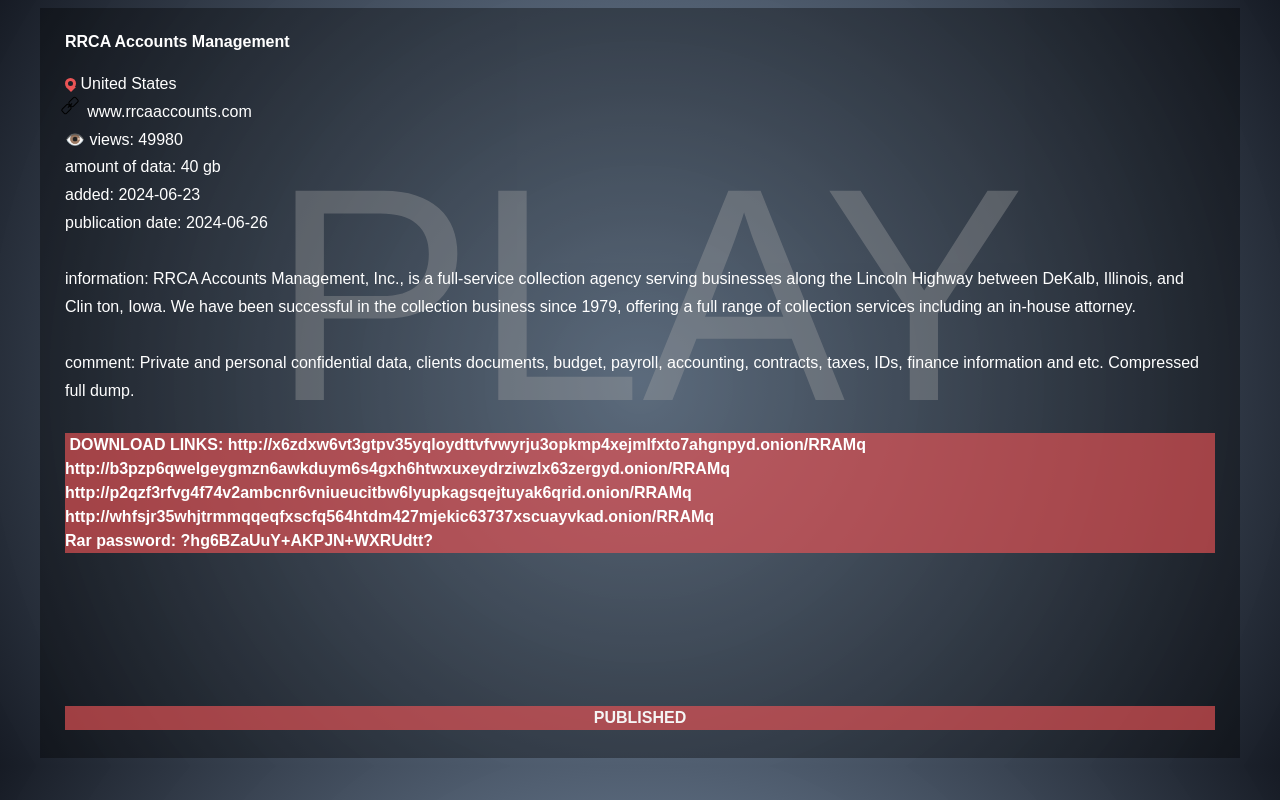 RRCA Accounts Management
United States
www.rrcaaccounts.com
views: 49980
amount of data: 40 gb
added: 2024-06-23
publication date: 2024-06-26
PLAY
information: RRCA Accounts Management, Inc., is a full-service collection agency serving businesses along the Lincoln Highway between DeKalb, Illinois, and
Clin ton, Iowa. We have been successful in the collection business since 1979, offering a full range of collection services including an in-house attorney.
comment: Private and personal confidential data, clients documents, budget, payroll, accounting, contracts, taxes, IDs, finance information and etc. Compressed
full dump.
DOWNLOAD LINKS: http://x6zdxw6vt3gtpv35yqloydttvfvwyrju3opkmp4xejmlfxto7ahgnpyd.onion/RRAMq
http://b3pzp6qwelgeygmzn6awkduym6s4gxh6htwxuxeydrziwzlx63zergyd.onion/RRAMq
http://p2qzf3rfvg4f74v2ambcnr6vniueucitbw6lyupkagsqejtuyak6qrid.onion/RRAMq
http://whfsjr35whjtrmmqqeqfxscfq564htdm427mjekic63737xscuayvkad.onion/RRAMq
Rar password: ?hg6BZaUuY+AKPJN+WXRUdtt?
PUBLISHED